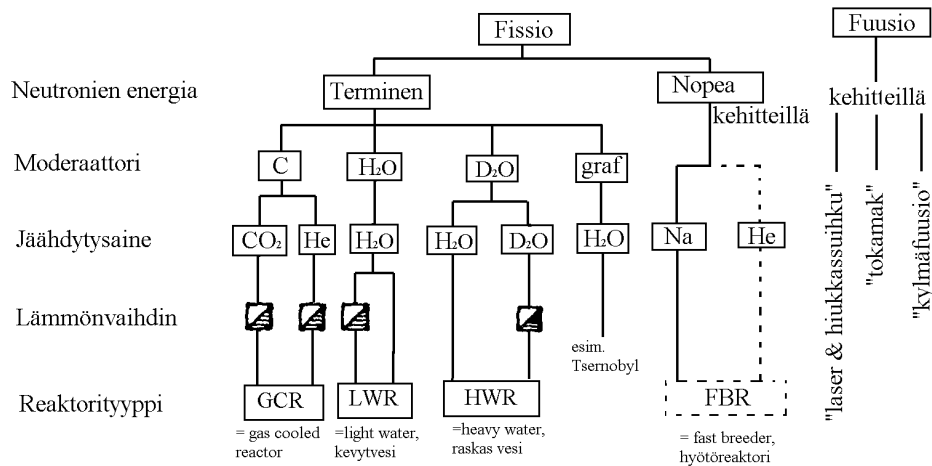 Fissio
Fuusio
Neutronien energia
Terminen
Nopea
kehitteillä
kehitteillä
Moderaattori
C
H₂O
D₂O
graf
Jäähdytysaine
CO₂
He
H₂O
H₂O
D₂O
H₂O
Na
He
"laser & hiukkassuihku"
"tokamak"
"kylmäfuusio"
Lämmönvaihdin
esim.
Tsernobyl
Reaktorityyppi
GCR
LWR
HWR
FBR
= gas cooled
reactor
=light water,
kevytvesi
=heavy water,
raskas vesi
= fast breeder,
hyötöreaktori